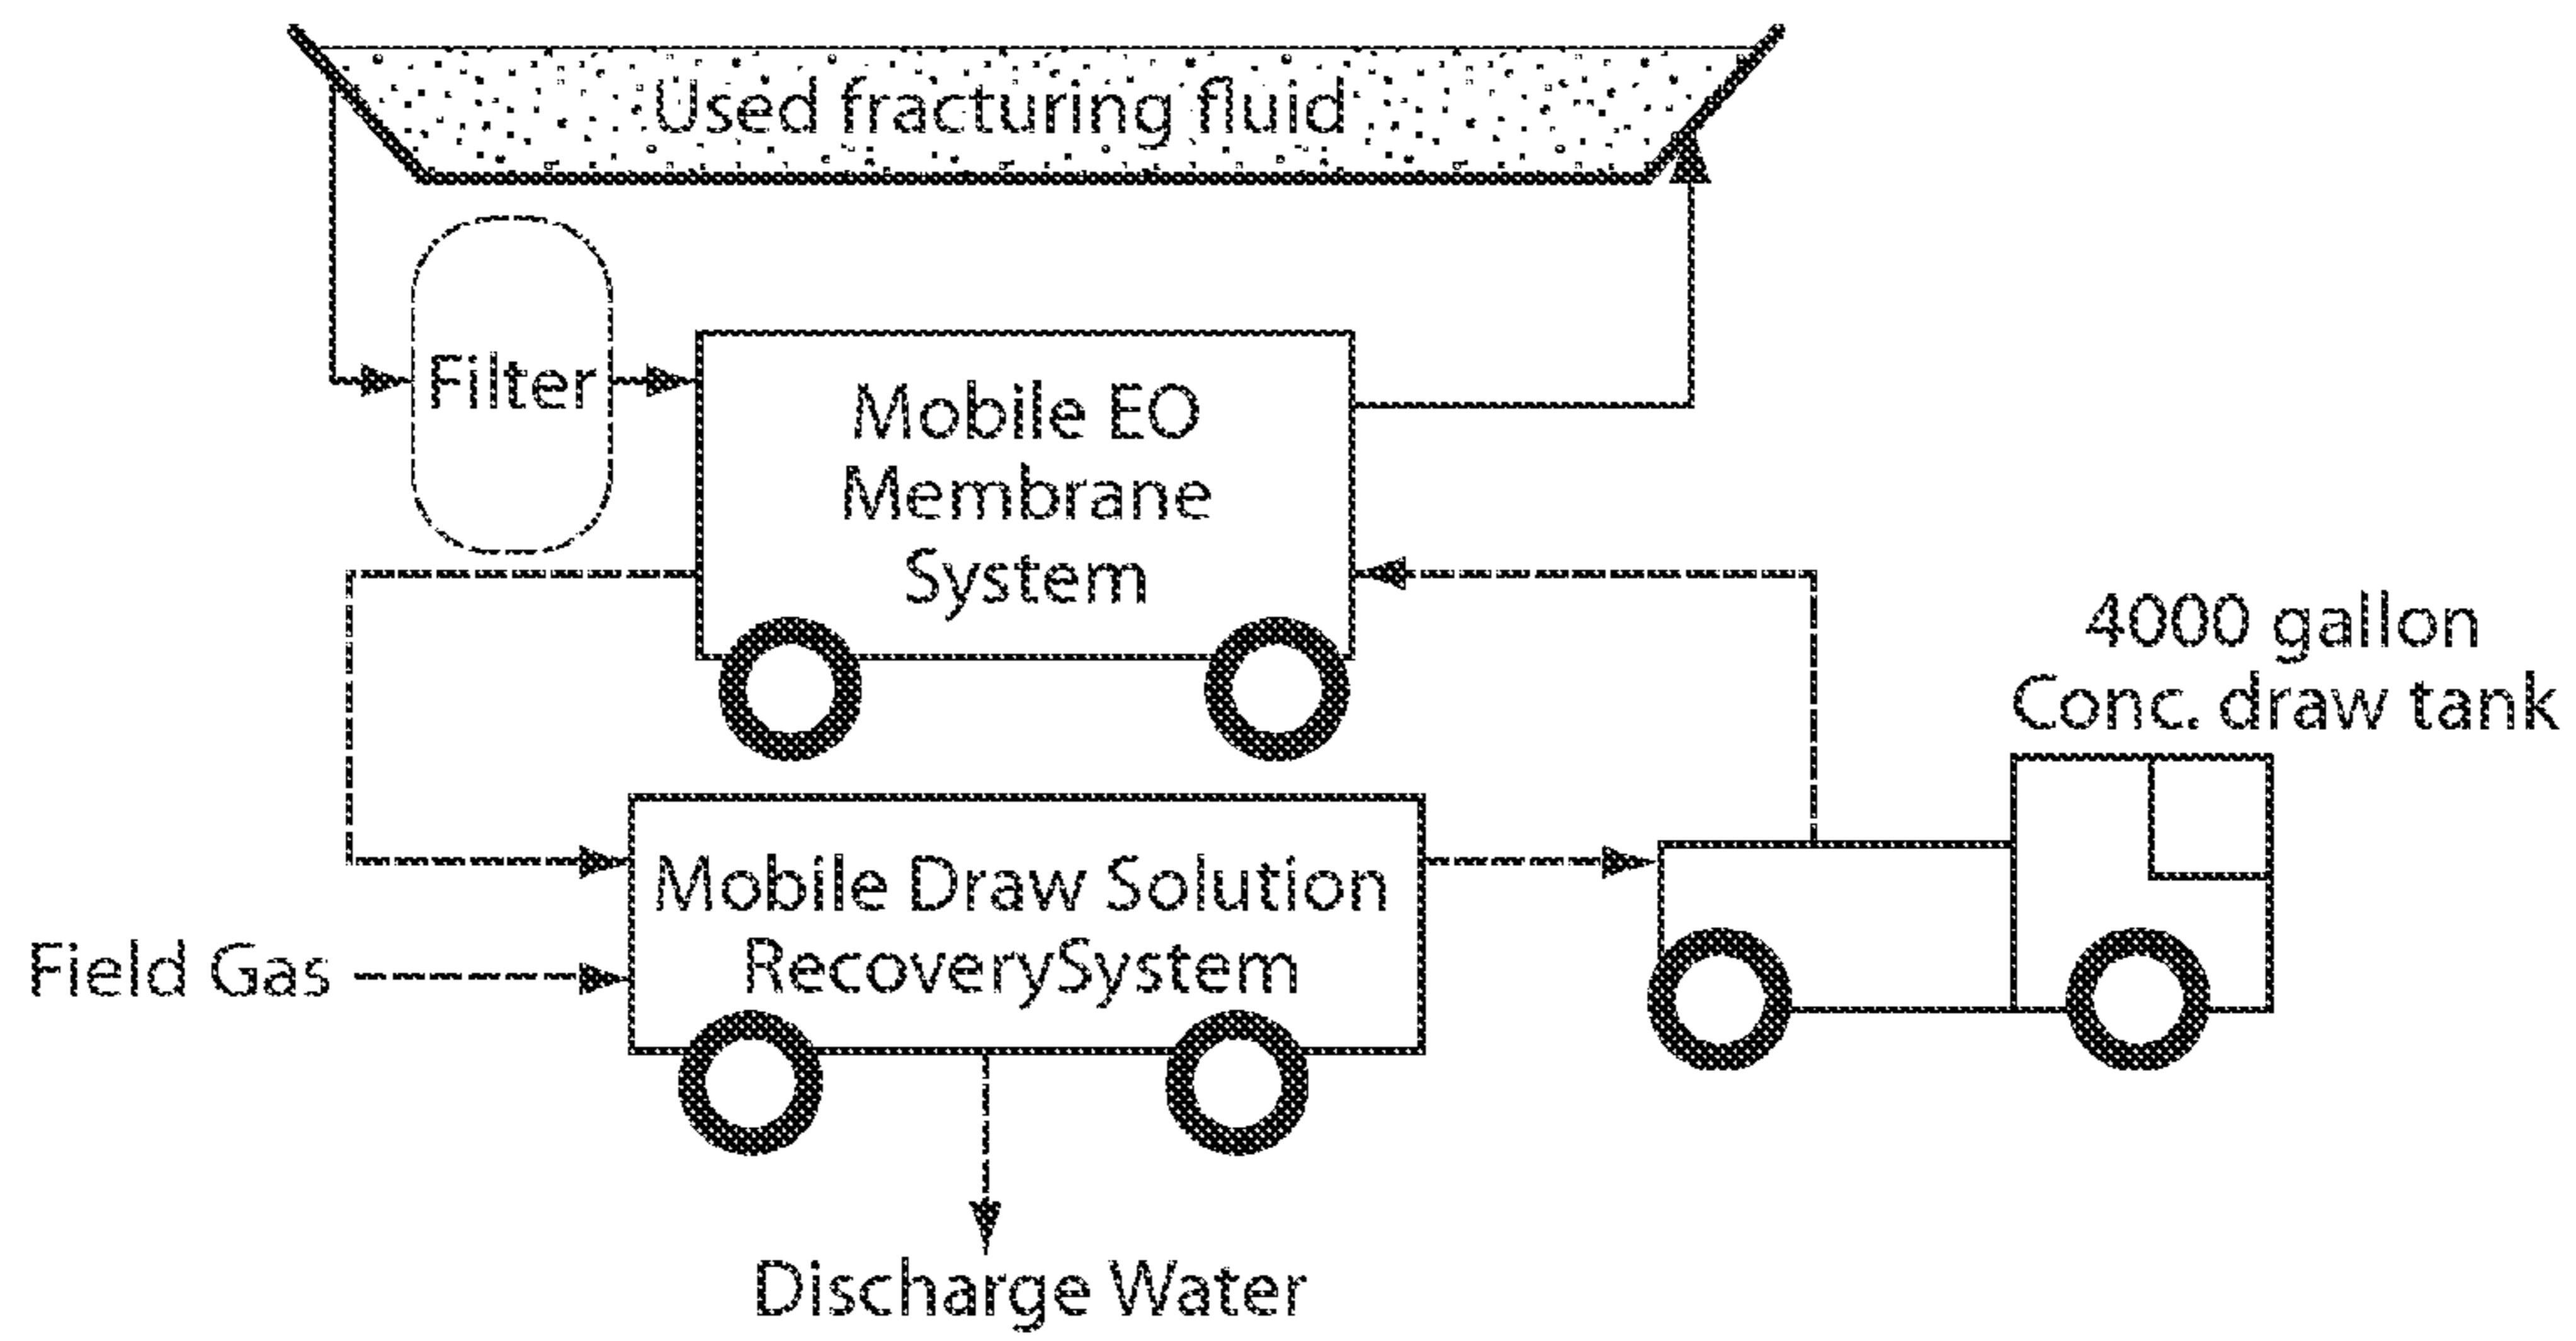 Used fracturing fluid
Filter
Mobile EO
Membrane
System
4000 gallon
Conc. draw tank
Mobile Draw Solution
RecoverySystem
Field Gas
Discharge Water